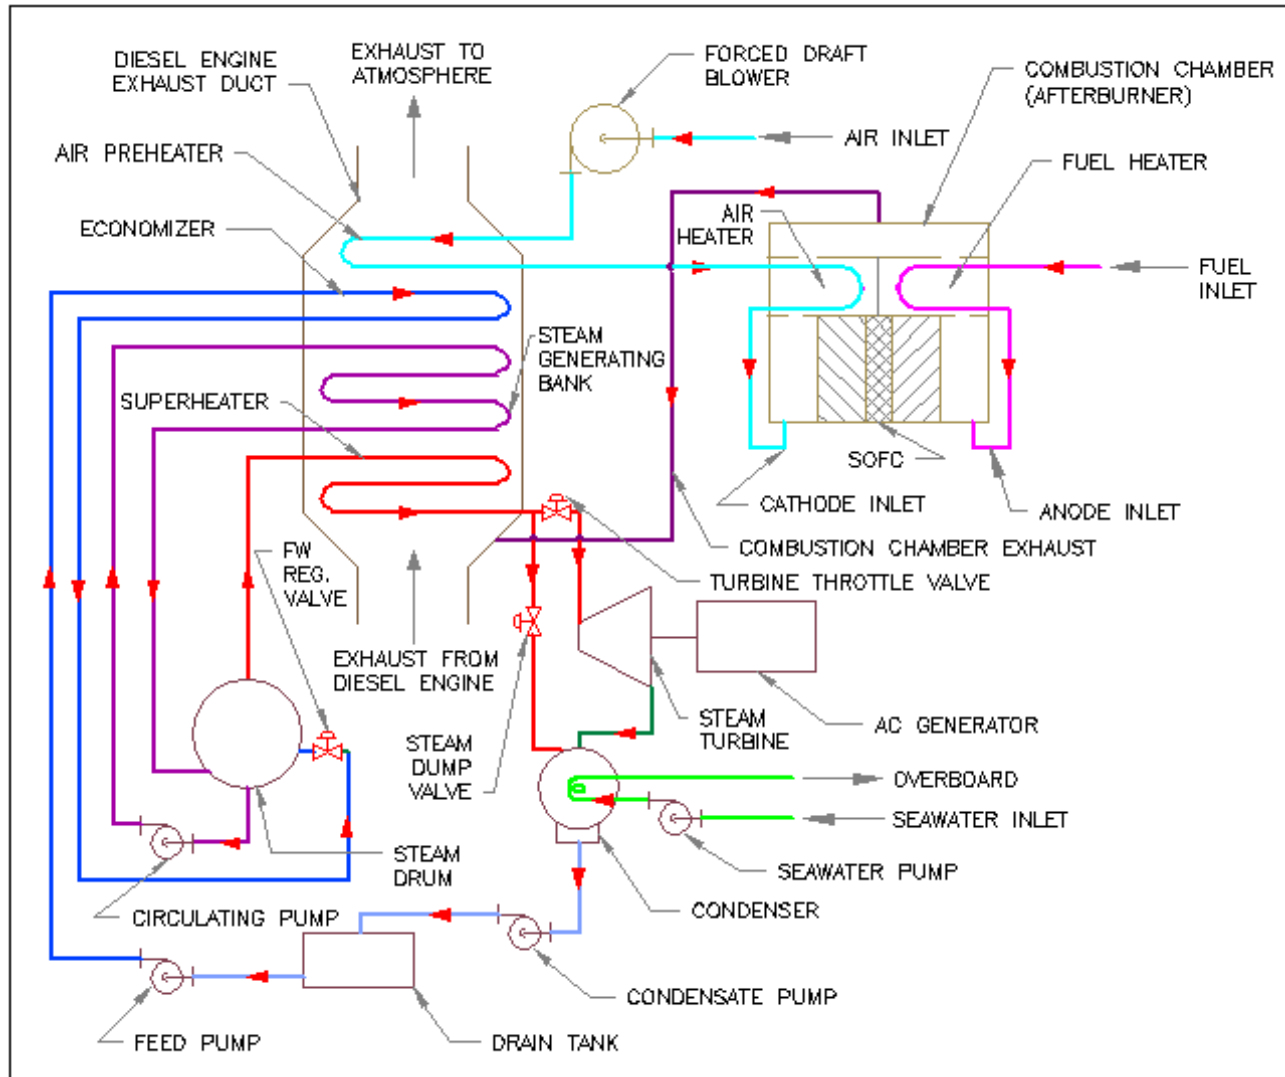 DIESEL ENGINE
EXHAUST DUCT
EXHAUST TO
ATMOSPHERE
FORCED DRAFT
BLOWER
COMBUSTION CHAMBER
(AFTERBURNER)
AIR INLET
AIR PREHEATER
FUEL HEATER
ECONOMIZER
AIR
HEATER
FUEL
INLET
STEAM
GENERATING
BANK
SUPERHEATER
SOFC
CATHODE INLET
ANODE INLET
COMBUSTION CHAMBER EXHAUST
FW
REG.
VALVE
TURBINE THROTTLE VALVE
EXHAUST FROM
DIESEL ENGINE
STEAM
TURBINE
AC GENERATOR
STEAM
DUMP
VALVE
OVERBOARD
SEAWATER INLET
STEAM
DRUM
SEAWATER PUMP
CONDENSER
CIRCULATING PUMP
CONDENSATE PUMP
FEED PUMP
DRAIN TANK